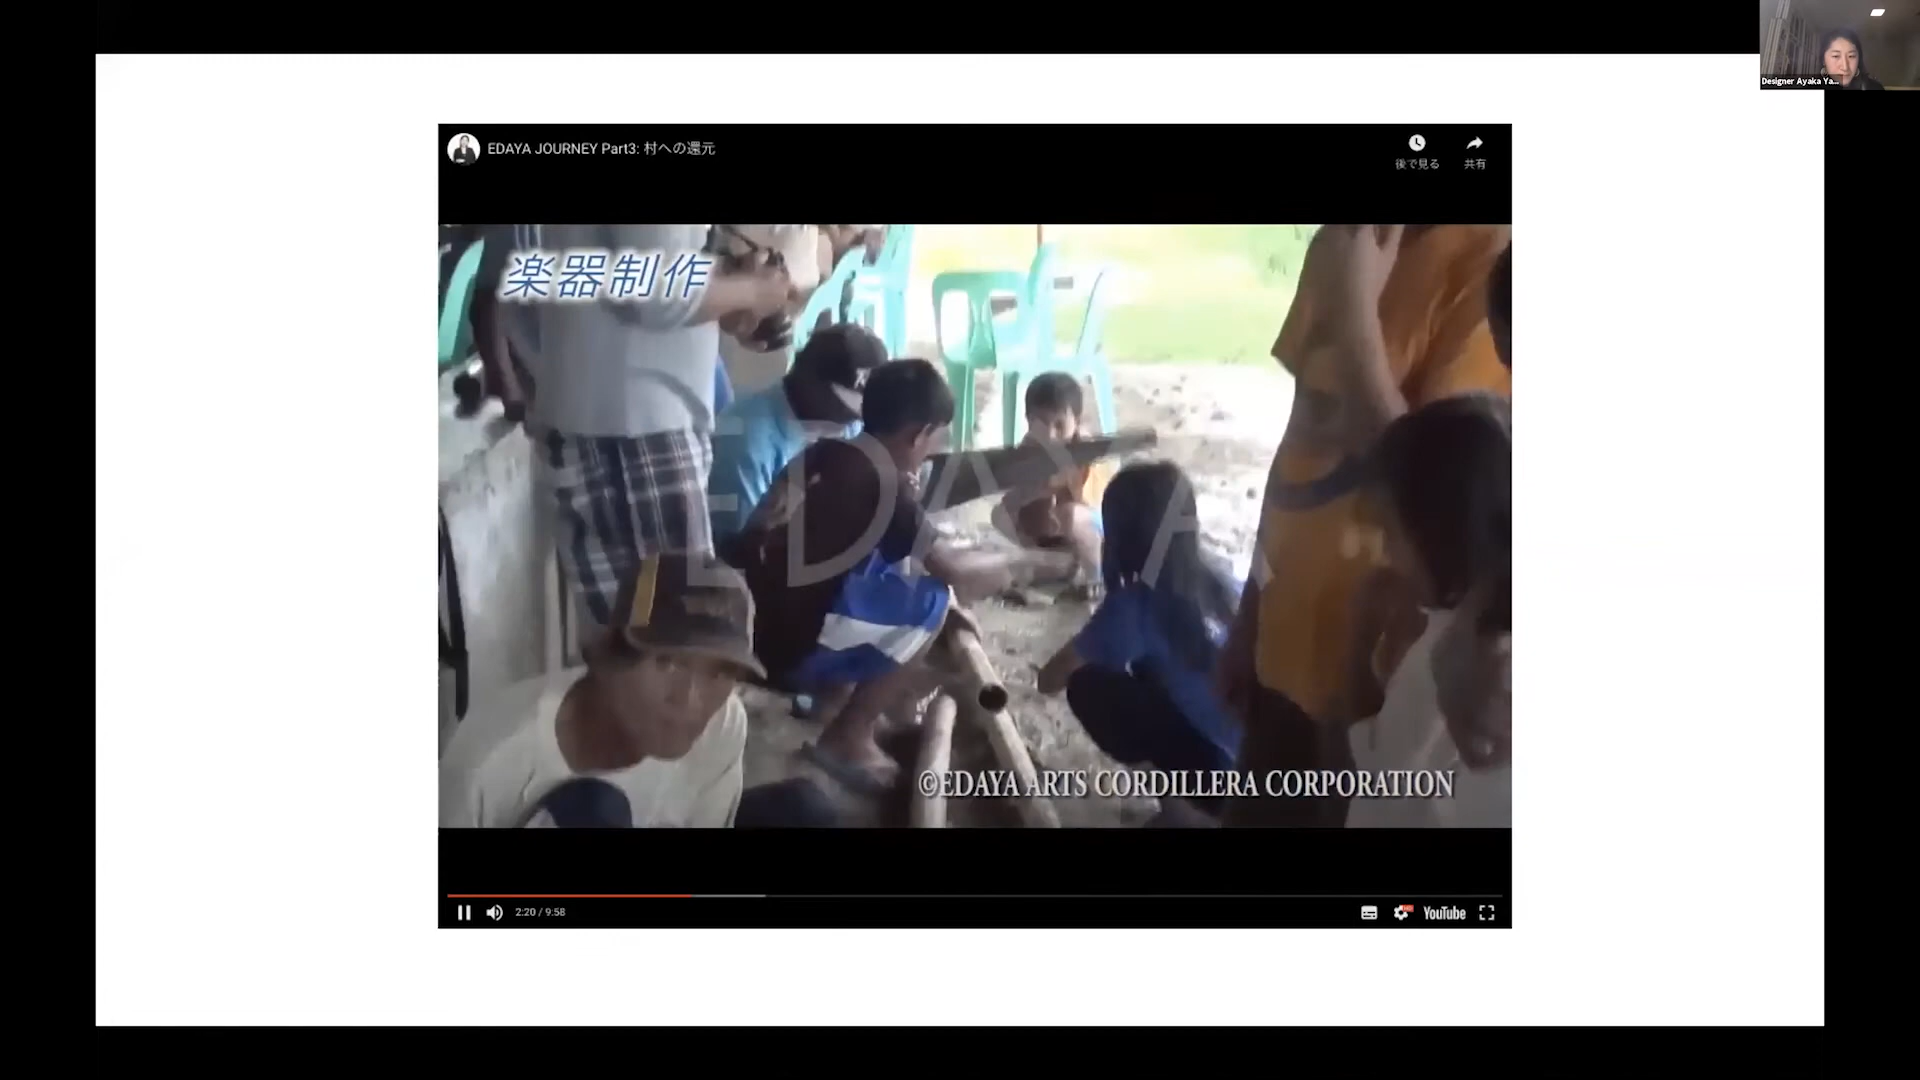 Designer Ayaka Ya...
EDAYA JOURNEY Part3: 村への還元
後で見る
共有
楽器制作
EDAYA
©EDAYA ARTS CORDILLERA CORPORATION
2:20 / 9:58
YouTube